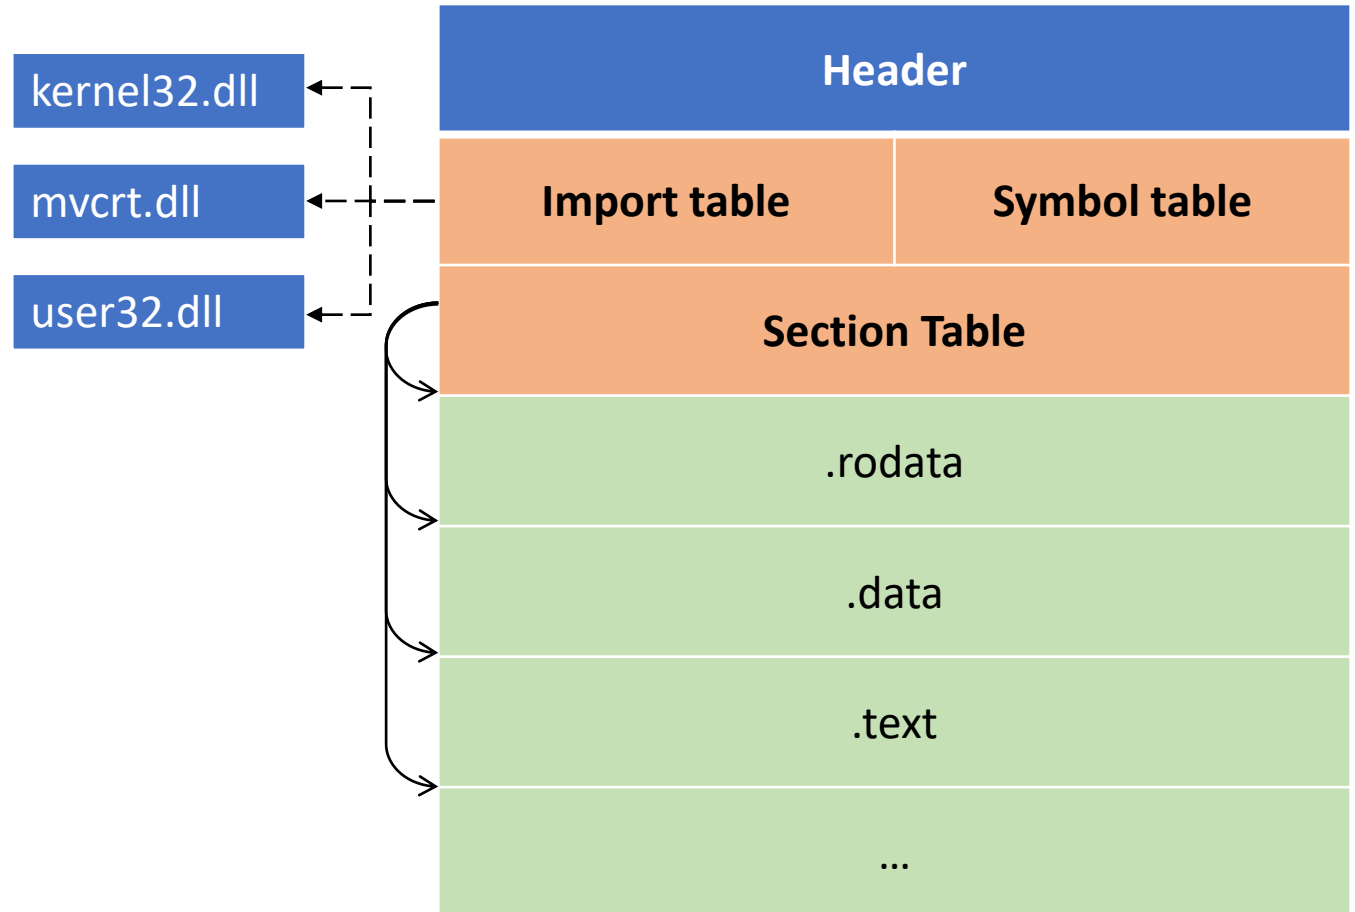 Header
kernel32.dll
mvcrt.dll
user32.dll
Import table
Symbol table
Section Table
.rodata
.data
.text
...